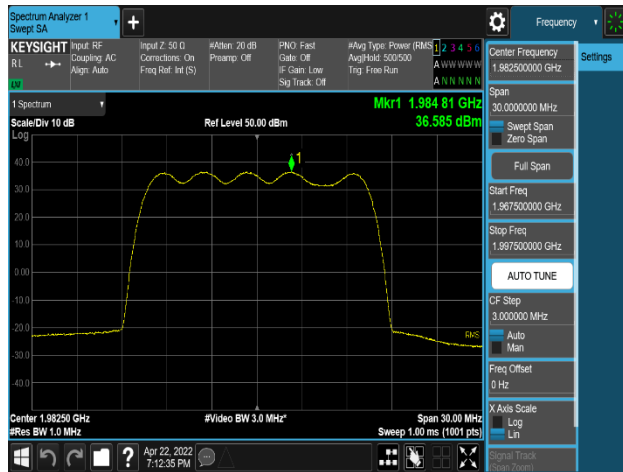 Spectrum Analyzer 1
Swept SA
+
Frequency
KEYSIGHT
RL
Input: RF
Coupling: AC
Align: Auto
Input Z: 50 Ω
Corrections: On
Freq Ref: Int (S)
#Atten: 20 dB
Preamp: Off
PNO: Fast
Gate: Off
IF Gain: Low
Sig Track: Off
#Avg Type: Power (RMS
Avg|Hold: 500/500
Trig: Free Run
1 2 3 4 5 6
A W W W W W
A N N N N N
1 Spectrum
Scale/Div 10 dB
Log
Ref Level 50.00 dBm
Mkr1 1.984 81 GHz
36.585 dBm
40.0
30.0
20.0
10.0
0.00
-10.0
-20.0
-30.0
-40.0
1
RMS
Center 1.98250 GHz
#Res BW 1.0 MHz
#Video BW 3.0 MHz*
Span 30.00 MHz
Sweep 1.00 ms (1001 pts)
Apr 22, 2022
7:12:35 PM
Settings
Center Frequency
1.982500000 GHz
Span
30.0000000 MHz
Swept Span
Zero Span
Full Span
Start Freq
1.967500000 GHz
Stop Freq
1.997500000 GHz
AUTO TUNE
CF Step
3.000000 MHz
Auto
Man
Freq Offset
0 Hz
X Axis Scale
Log
Lin
Signal Track
(Span Zoom)